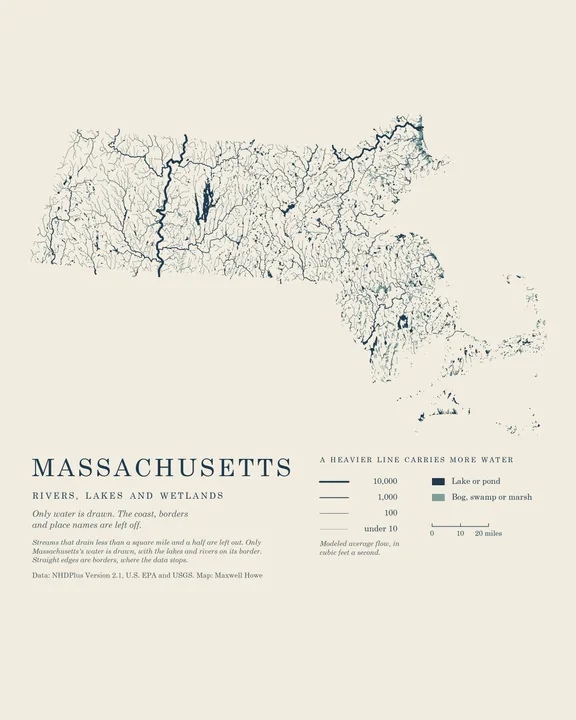 MASSACHUSETTS
RIVERS, LAKES AND WETLANDS
Only water is drawn. The coast, borders
and place names are left off.
Streams that drain less than a square mile and a half are left out. Only
Massachusetts's water is drawn, with the lakes and rivers on its border.
Straight edges are borders, where the data stops.
Data: NHDPlus Version 2.1, U.S. EPA and USGS. Map: Maxwell Howe
A HEAVIER LINE CARRIES MORE WATER
10,000
1,000
100
under 10
Modeled average flow, in
cubic feet a second.
Lake or pond
Bog, swamp or marsh
0 10 20 miles